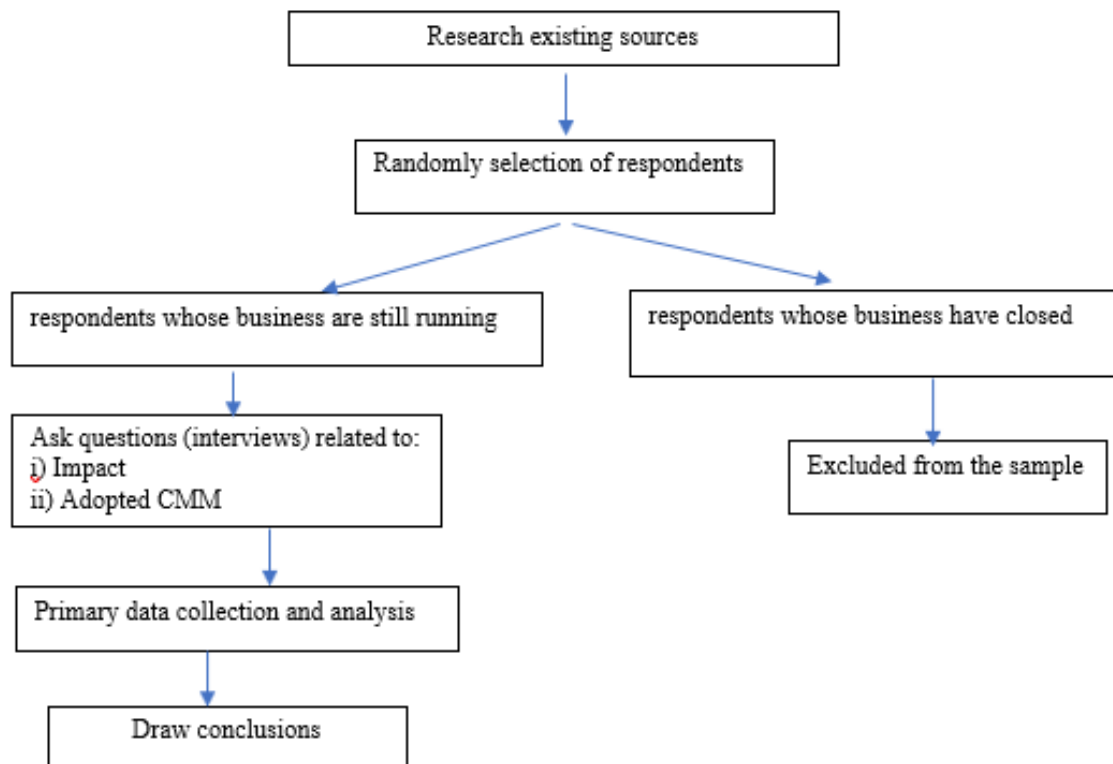 Research existing sources
Randomly selection of respondents
respondents whose business are still running
respondents whose business have closed
Ask questions (interviews) related to:
i) Impact
ii) Adopted CMM
Excluded from the sample
Primary data collection and analysis
Draw conclusions